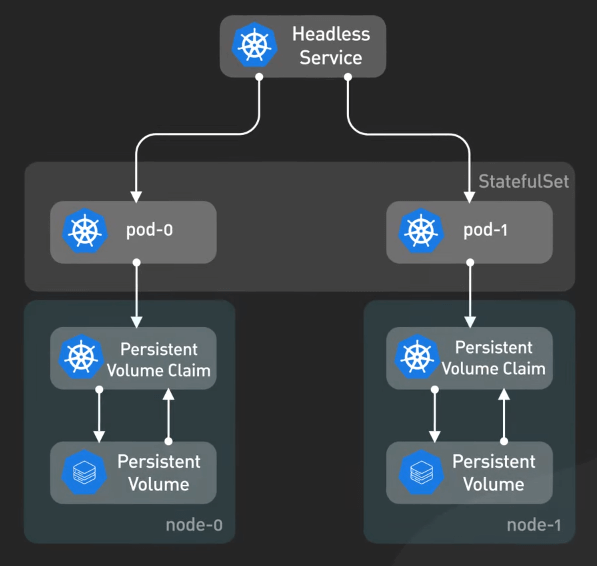 Headless
Service
StatefulSet
pod-0
pod-1
Persistent
Volume Claim
Persistent
Volume Claim
Persistent
Volume
Persistent
Volume
node-0
node-1